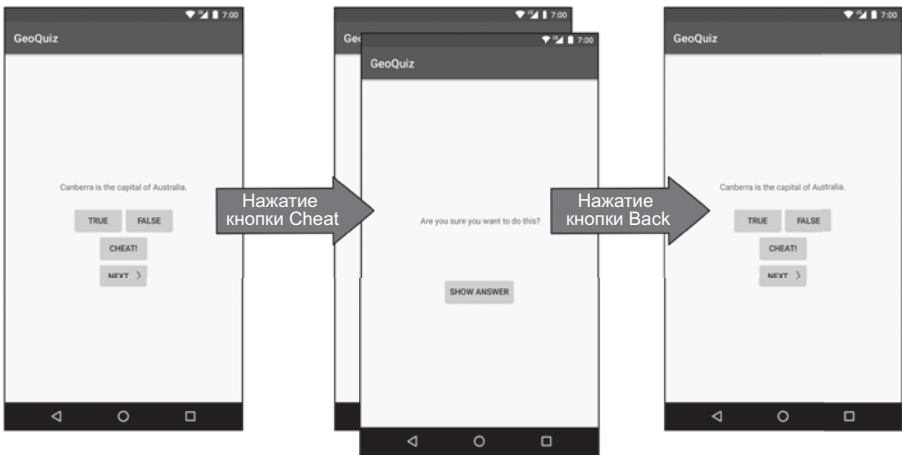 7:00
GeoQuiz
Canberra is the capital of Australia.
TRUE FALSE
CHEAT!
NEXT
Нажатие
кнопки Cheat
7:00
Geo
7:00
GeoQuiz
Are you sure you want to do this?
SHOW ANSWER
Нажатие
кнопки Back
7:00
GeoQuiz
Canberra is the capital of Australia.
TRUE FALSE
CHEAT!
NEXT